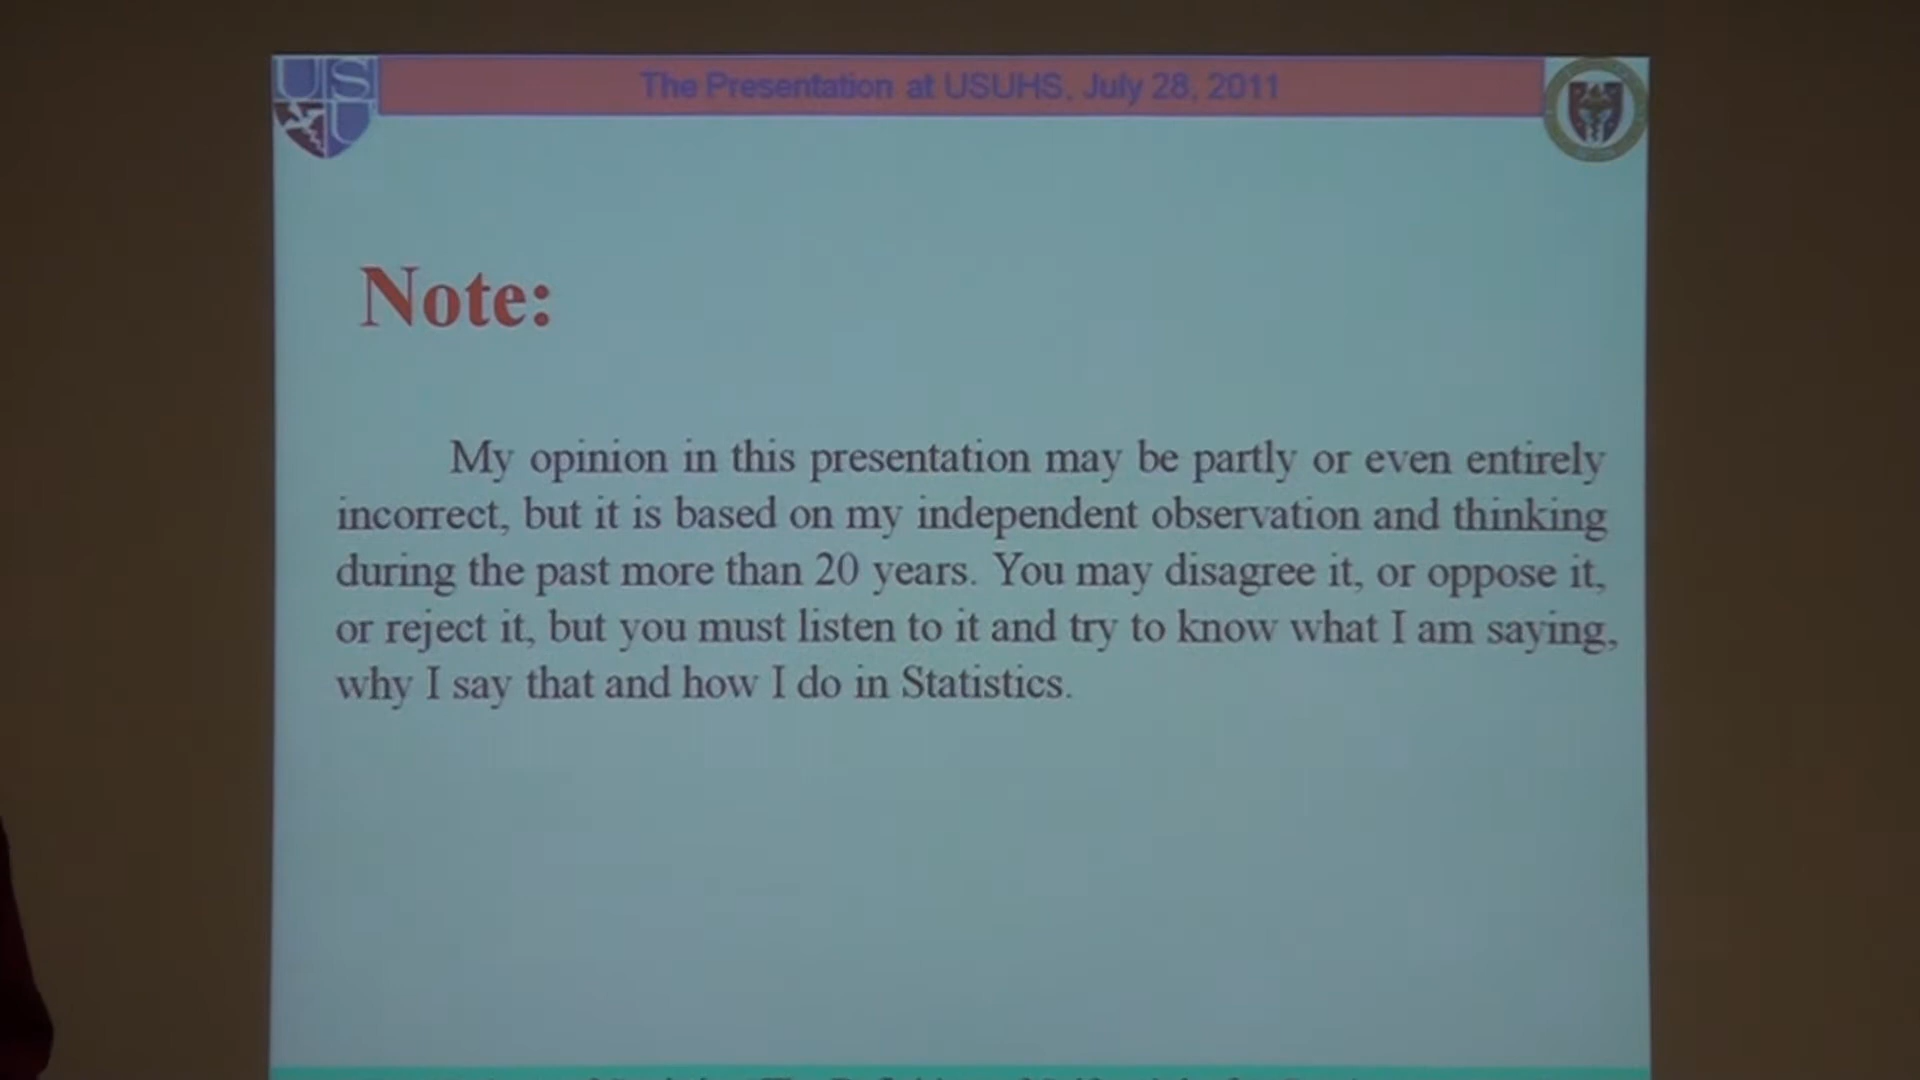 The Presentation at USUHS, July 28, 2011
US
U
Note:
My opinion in this presentation may be partly or even entirely
incorrect, but it is based on my independent observation and thinking
during the past more than 20 years. You may disagree it, or oppose it,
or reject it, but you must listen to it and try to know what I am saying,
why I say that and how I do in Statistics.